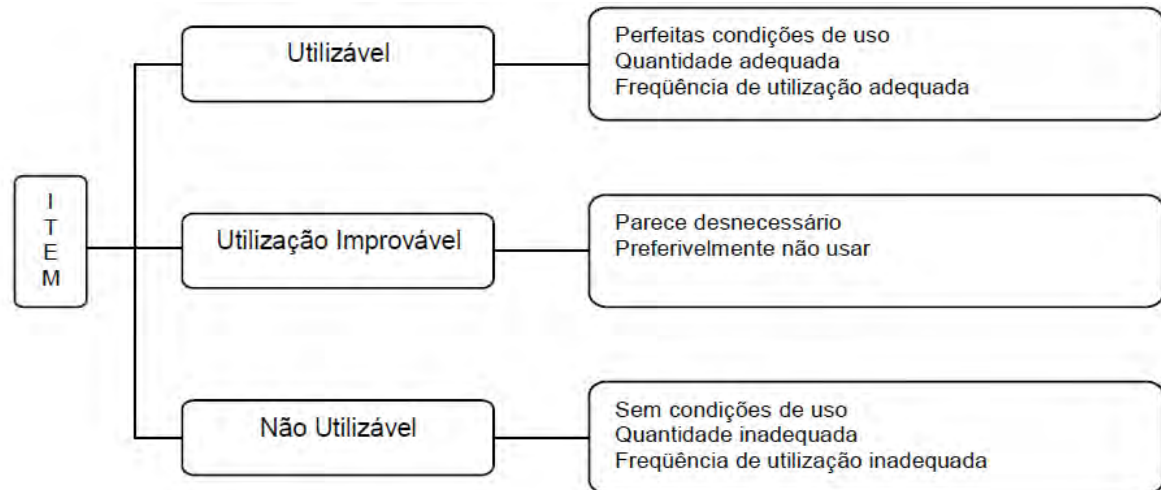 Utilizável
Perfeitas condições de uso
Quantidade adequada
Freqüência de utilização adequada
I
T
E
M
Utilização Improvável
Parece desnecessário
Preferivelmente não usar
Não Utilizável
Sem condições de uso
Quantidade inadequada
Freqüência de utilização inadequada